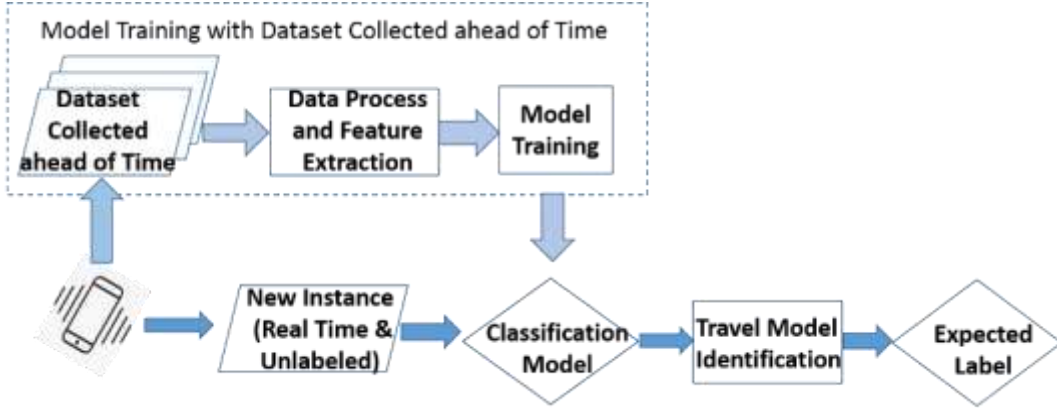 Model Training with Dataset Collected ahead of Time
Dataset
Collected
ahead of Time
Data Process
and Feature
Extraction
Model
Training
New Instance
(Real Time &
Unlabeled)
Classification
Model
Travel Model
Identification
Expected
Label